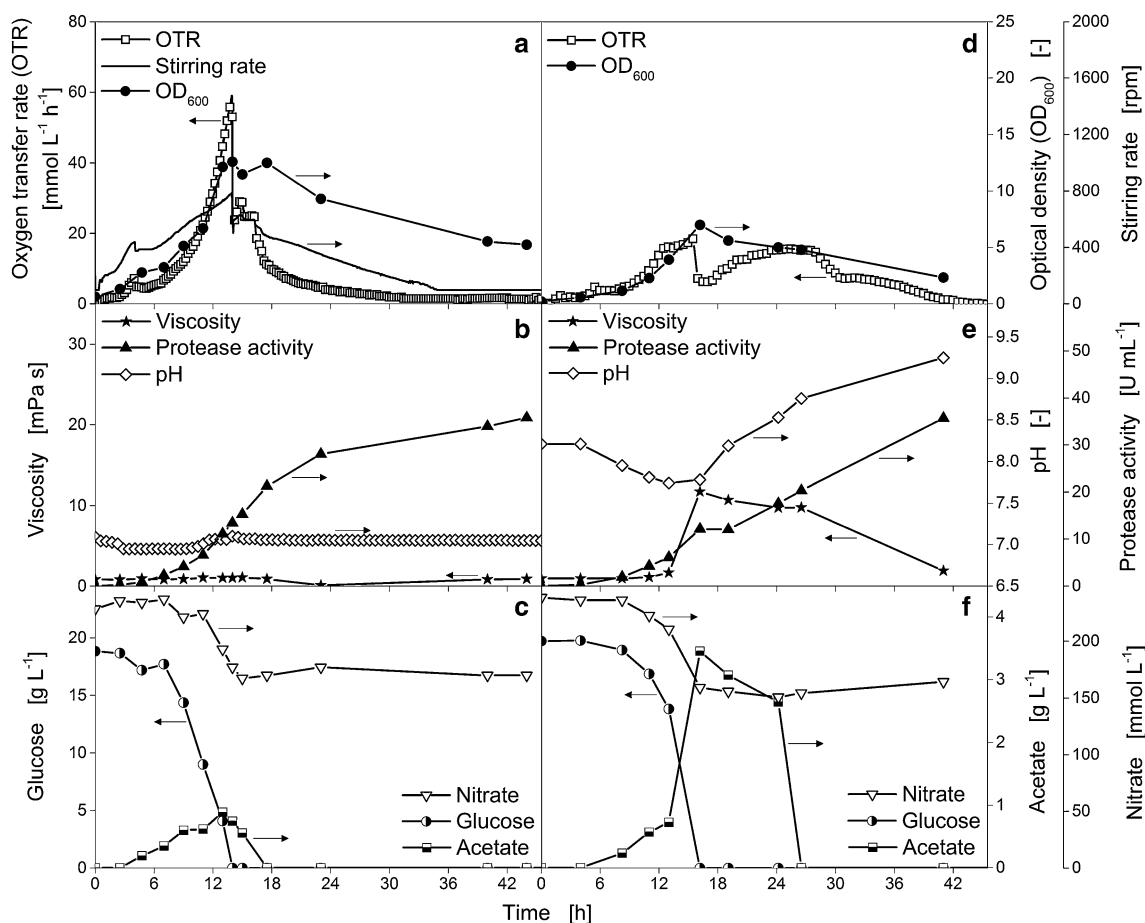 80
60
40
20
0
Oxygen transfer rate (OTR)
[mmol L⁻¹ h⁻¹]
OTR
Stirring rate
OD₆₀₀
a
OTR
OD₆₀₀
d
25
20
15
10
5
0
Optical density (OD₆₀₀) [-]
2000
1600
1200
800
400
0
Stirring rate [rpm]
30
20
10
0
Viscosity [mPa s]
Viscosity
Protease activity
pH
b
Viscosity
Protease activity
pH
e
9.5
9.0
8.5
8.0
7.5
7.0
6.5
pH [-]
50
40
30
20
10
0
Protease activity [U mL⁻¹]
20
15
10
5
0
Glucose [g L⁻¹]
c
Nitrate
Glucose
Acetate
f
Nitrate
Glucose
Acetate
4
3
2
1
0
Acetate [g L⁻¹]
200
150
100
50
0
Nitrate [mmol L⁻¹]
0 6 12 18 24 30 36 42 0 6 12 18 24 30 36 42
Time [h]